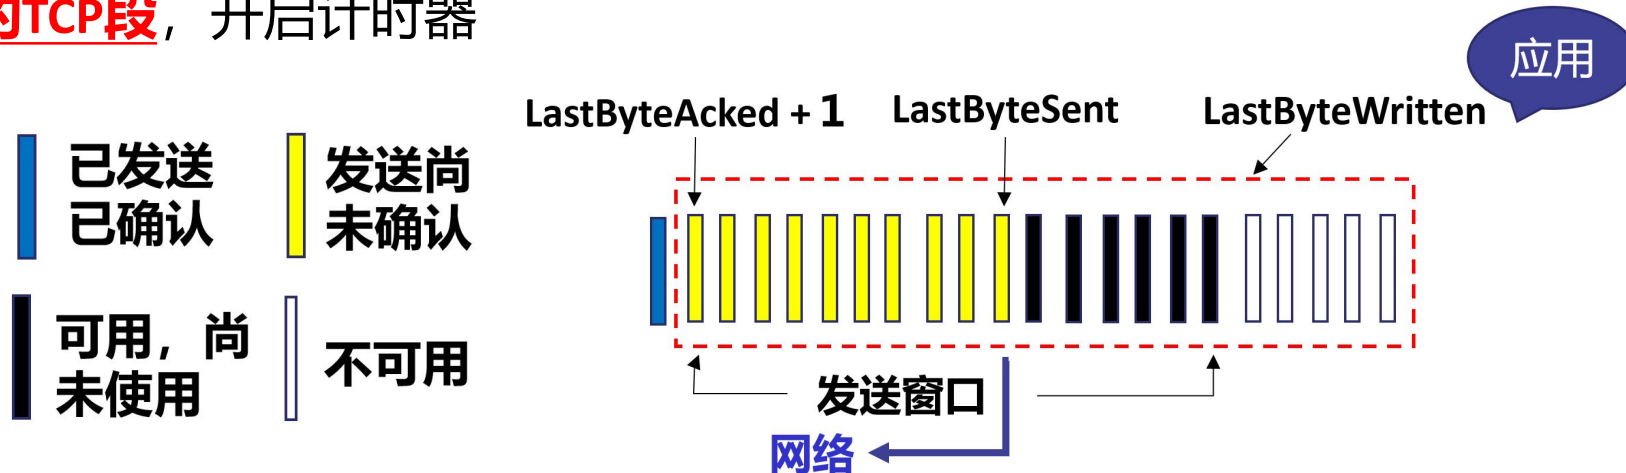 的TCP段，开启计时器
应用
LastByteAcked + 1
LastByteSent
LastByteWritten
已发送
已确认
发送尚
未确认
可用，尚
未使用
不可用
发送窗口
网络